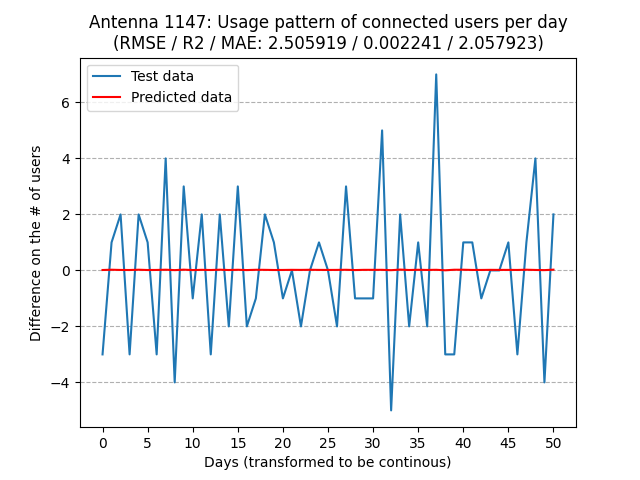 Antenna 1147: Usage pattern of connected users per day
(RMSE / R2 / MAE: 2.505919 / 0.002241 / 2.057923)
Test data
Predicted data
Difference on the # of users
6
4
2
0
−2
−4
0 5 10 15 20 25 30 35 40 45 50
Days (transformed to be continous)